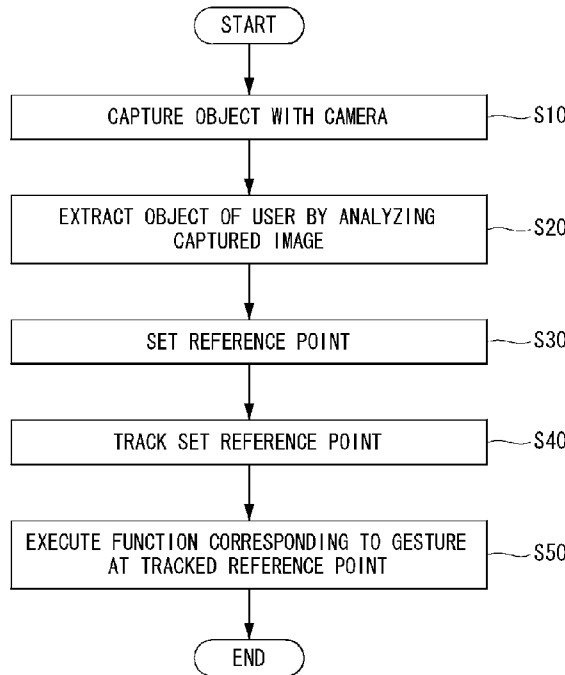 START
CAPTURE OBJECT WITH CAMERA
S10
EXTRACT OBJECT OF USER BY ANALYZING
CAPTURED IMAGE
S20
SET REFERENCE POINT
S30
TRACK SET REFERENCE POINT
S40
EXECUTE FUNCTION CORRESPONDING TO GESTURE
AT TRACKED REFERENCE POINT
S50
END